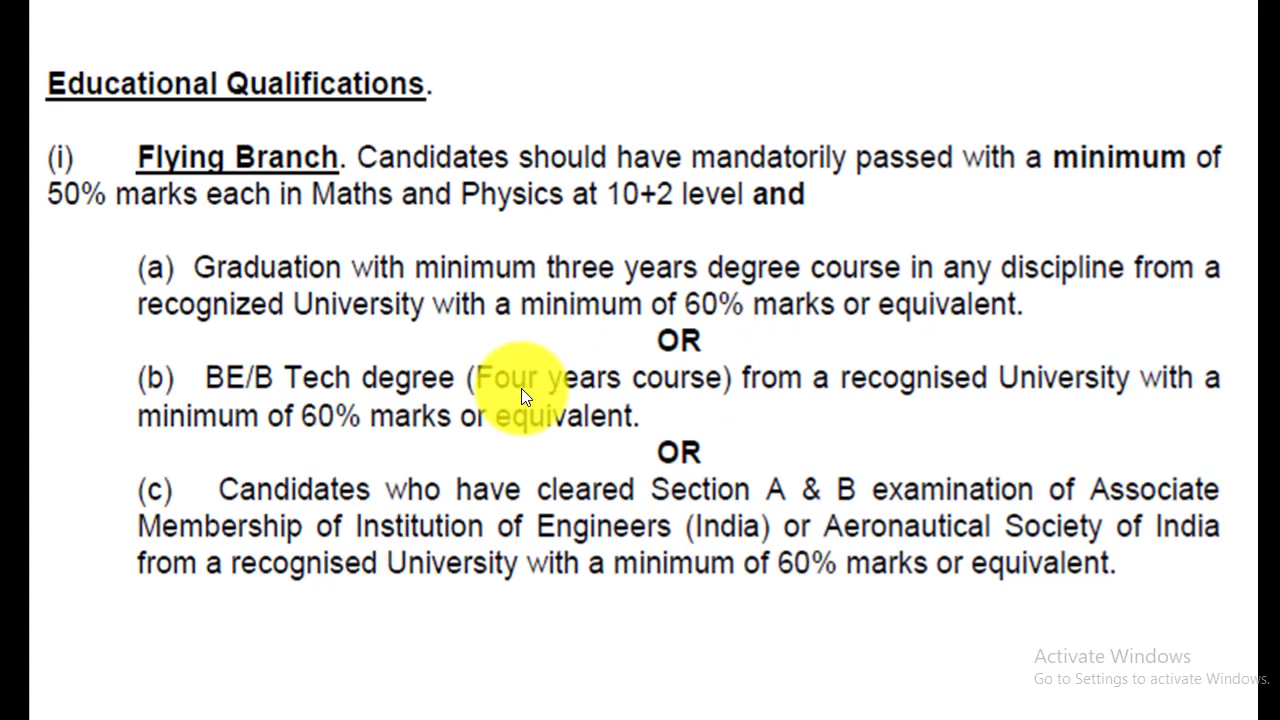 Educational Qualifications.
(i) Flying Branch. Candidates should have mandatorily passed with a minimum of
50% marks each in Maths and Physics at 10+2 level and
(a) Graduation with minimum three years degree course in any discipline from a
recognized University with a minimum of 60% marks or equivalent.
OR
(b) BE/B Tech degree (Four years course) from a recognised University with a
minimum of 60% marks or equivalent.
OR
(c) Candidates who have cleared Section A & B examination of Associate
Membership of Institution of Engineers (India) or Aeronautical Society of India
from a recognised University with a minimum of 60% marks or equivalent.
Activate Windows
Go to Settings to activate Windows.